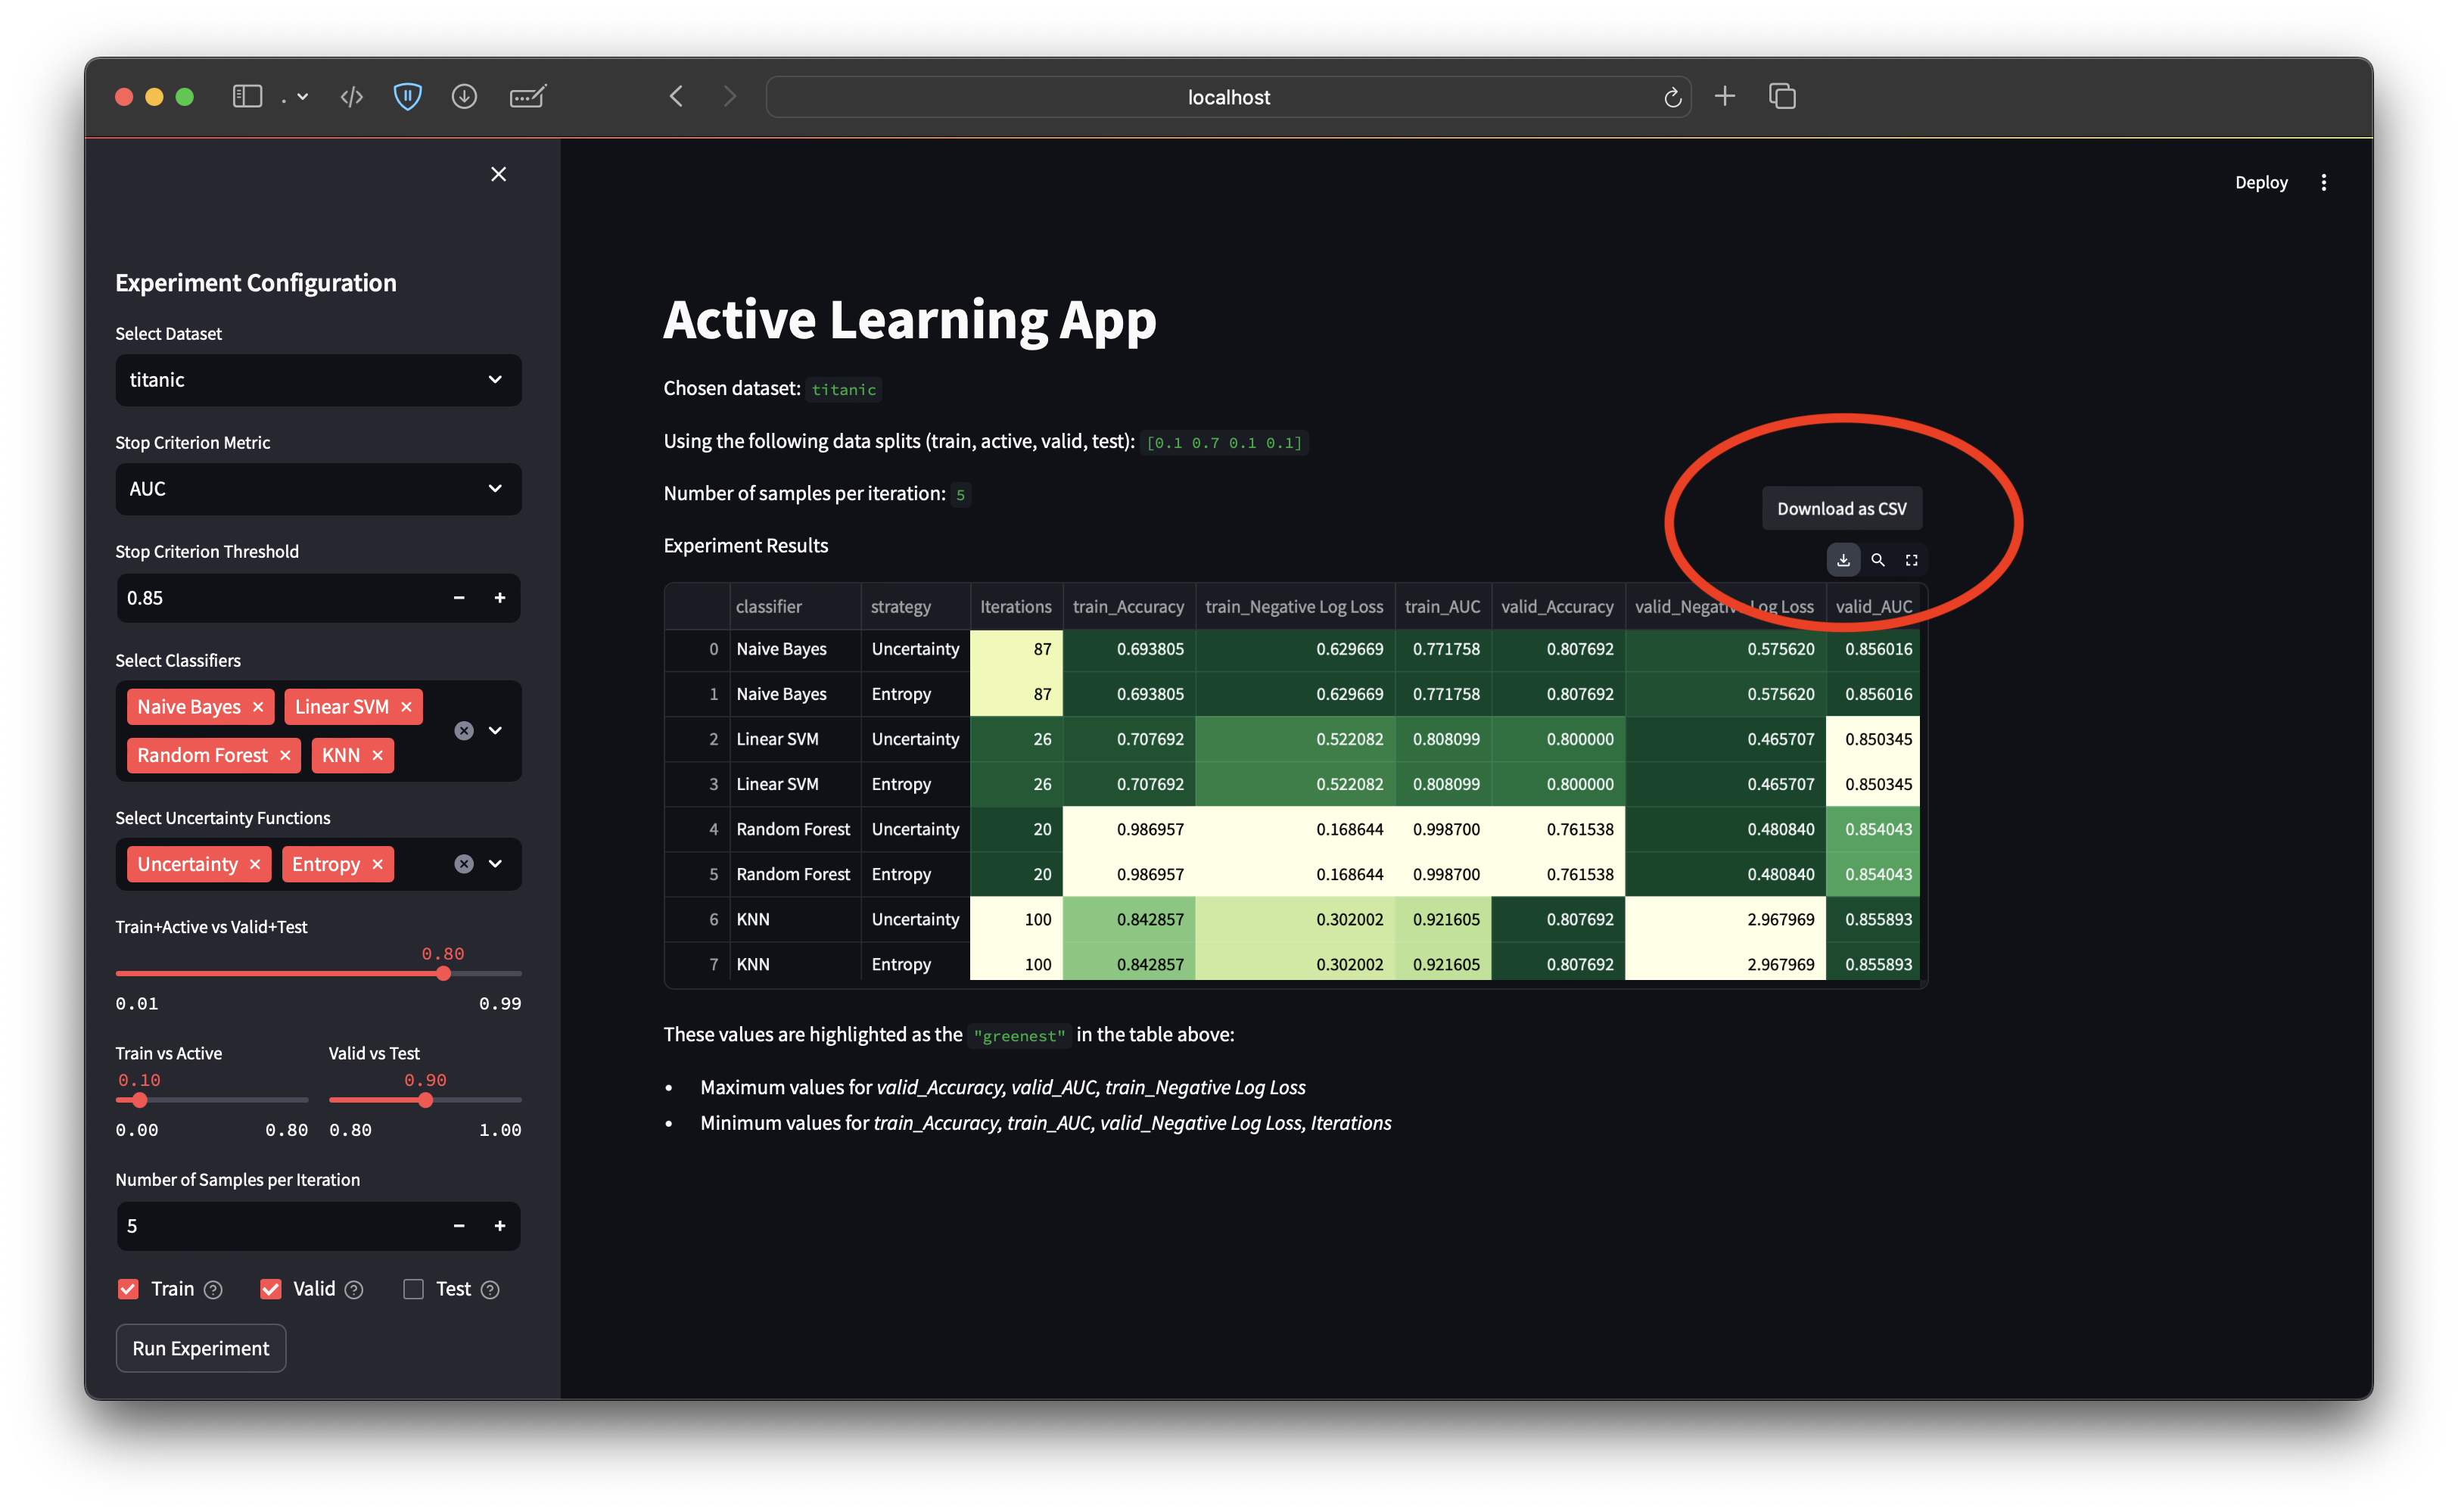 localhost
Deploy
Experiment Configuration
Select Dataset
titanic
Stop Criterion Metric
AUC
Stop Criterion Threshold
0.85
Select Classifiers
Naive Bayes Linear SVM
Random Forest KNN
Select Uncertainty Functions
Uncertainty Entropy
Train+Active vs Valid+Test
0.80
0.01 0.99
Train vs Active Valid vs Test
0.10 0.90
0.00 0.80 0.80 1.00
Number of Samples per Iteration
5
Train Valid Test
Run Experiment
Active Learning App
Chosen dataset: titanic
Using the following data splits (train, active, valid, test): [0.1 0.7 0.1 0.1]
Number of samples per iteration: 5
Download as CSV
Experiment Results
classifier strategy Iterations train_Accuracy train_Negative Log Loss train_AUC valid_Accuracy valid_Negative Log Loss valid_AUC
0 Naive Bayes Uncertainty 87 0.693805 0.629669 0.771758 0.807692 0.575620 0.856016
1 Naive Bayes Entropy 87 0.693805 0.629669 0.771758 0.807692 0.575620 0.856016
2 Linear SVM Uncertainty 26 0.707692 0.522082 0.808099 0.800000 0.465707 0.850345
3 Linear SVM Entropy 26 0.707692 0.522082 0.808099 0.800000 0.465707 0.850345
4 Random Forest Uncertainty 20 0.986957 0.168644 0.998700 0.761538 0.480840 0.854043
5 Random Forest Entropy 20 0.986957 0.168644 0.998700 0.761538 0.480840 0.854043
6 KNN Uncertainty 100 0.842857 0.302002 0.921605 0.807692 2.967969 0.855893
7 KNN Entropy 100 0.842857 0.302002 0.921605 0.807692 2.967969 0.855893
These values are highlighted as the "greenest" in the table above:
• Maximum values for valid_Accuracy, valid_AUC, train_Negative Log Loss
• Minimum values for train_Accuracy, train_AUC, valid_Negative Log Loss, Iterations